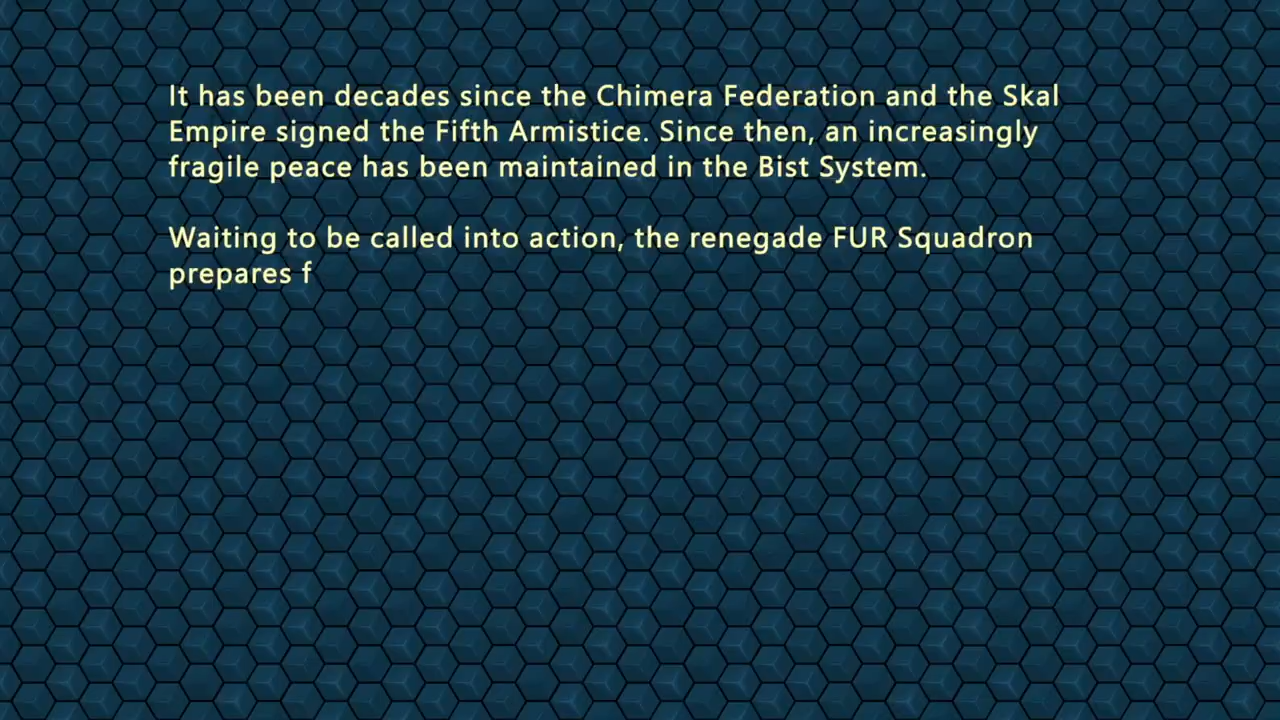 It has been decades since the Chimera Federation and the Skal
Empire signed the Fifth Armistice. Since then, an increasingly
fragile peace has been maintained in the Bist System.
Waiting to be called into action, the renegade FUR Squadron
prepares f